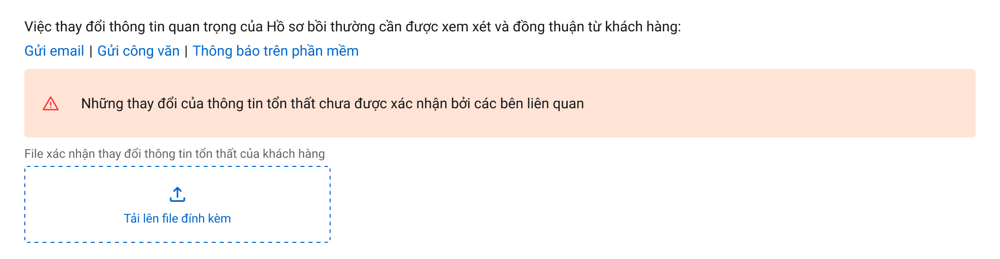 Việc thay đổi thông tin quan trọng của Hồ sơ bồi thường cần được xem xét và đồng thuận từ khách hàng:
Gửi email | Gửi công văn | Thông báo trên phần mềm
Những thay đổi của thông tin tổn thất chưa được xác nhận bởi các bên liên quan
File xác nhận thay đổi thông tin tổn thất của khách hàng
Tải lên file đính kèm